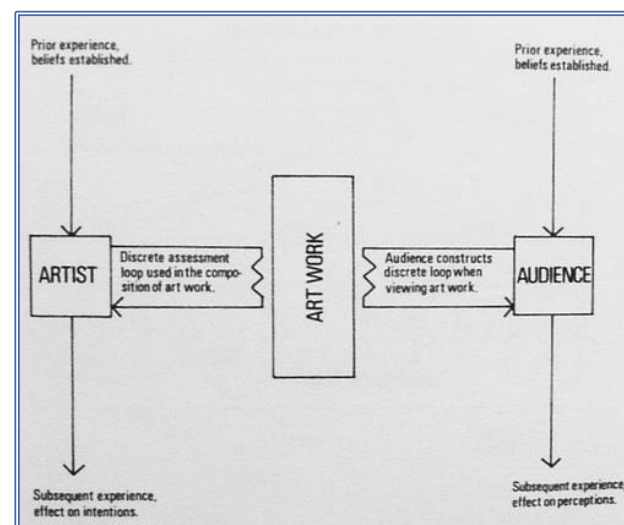 Prior experience,
beliefs established.
Prior experience,
beliefs established.
ARTIST
Discrete assessment
loop used in the compo-
sition of art work.
ART WORK
Audience constructs
discrete loop when
viewing art work.
AUDIENCE
Subsequent experience,
effect on intentions.
Subsequent experience,
effect on perceptions.